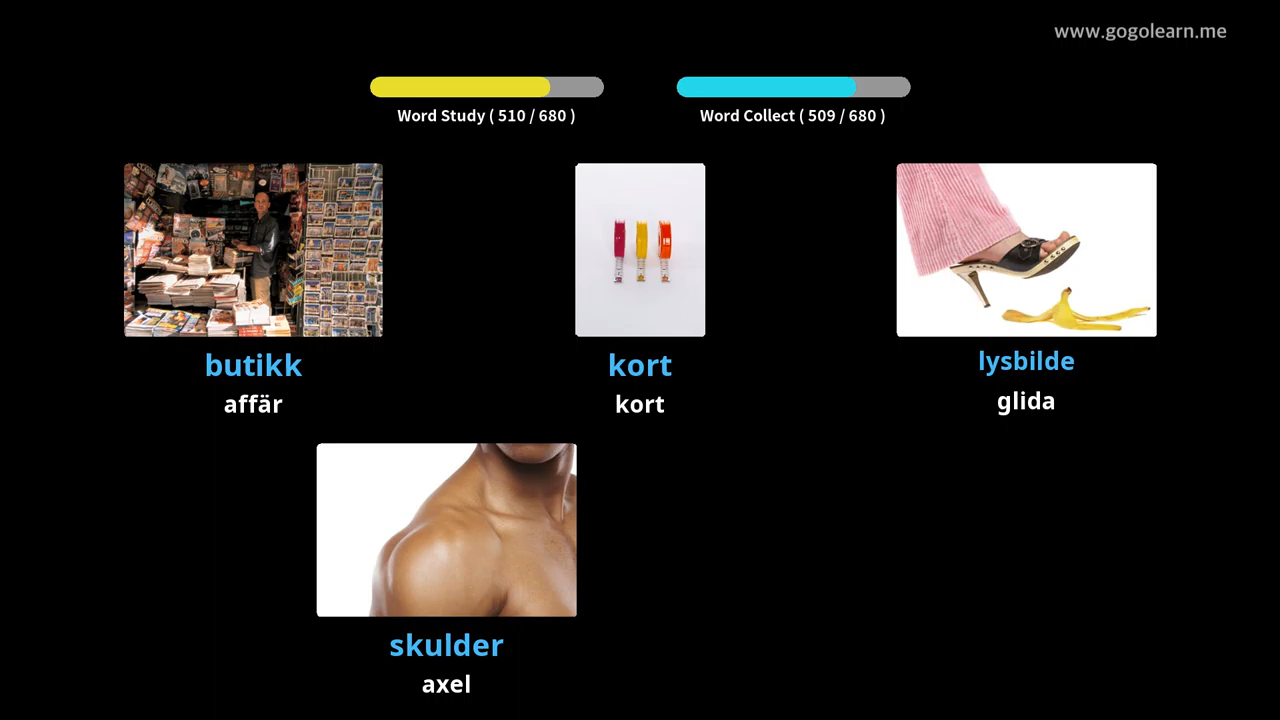 www.gogolearn.me
Word Study ( 510 / 680 )
Word Collect ( 509 / 680 )
butikk
affär
kort
kort
lysbilde
glida
skulder
axel